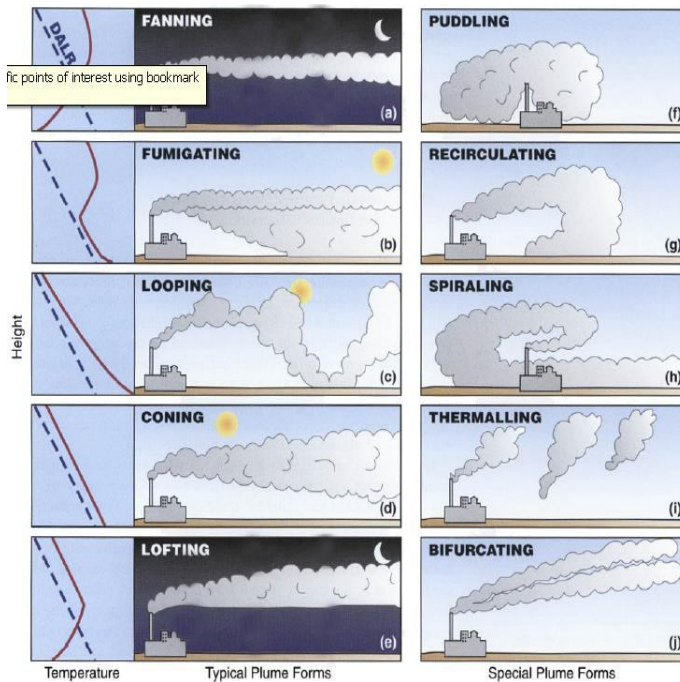 FANNING
DALR
fic points of interest using bookmark
(a)
PUDDLING
(f)
FUMIGATING
(b)
RECIRCULATING
(g)
LOOPING
(c)
SPIRALING
(h)
CONING
(d)
THERMALLING
(i)
LOFTING
(e)
BIFURCATING
(j)
Height
Temperature
Typical Plume Forms
Special Plume Forms